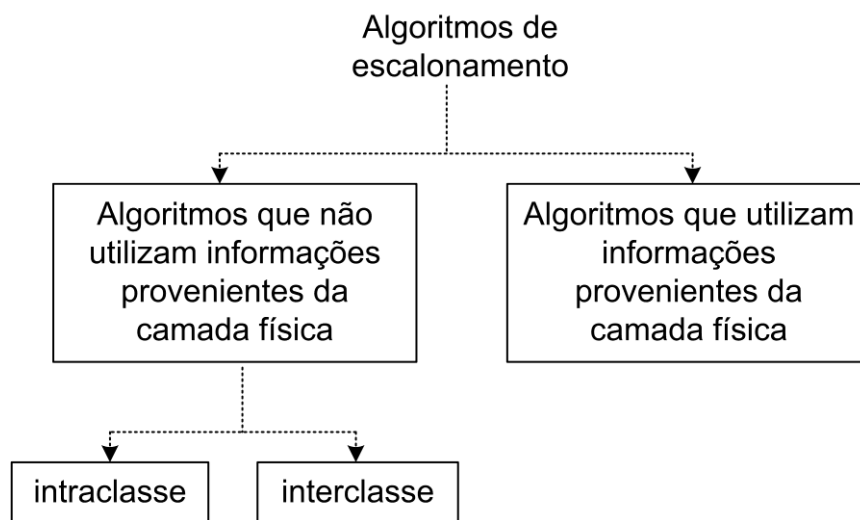 Algoritmos de
escalonamento
Algoritmos que não
utilizam informações
provenientes da
camada física
Algoritmos que utilizam
informações
provenientes da
camada física
intraclasse
interclasse